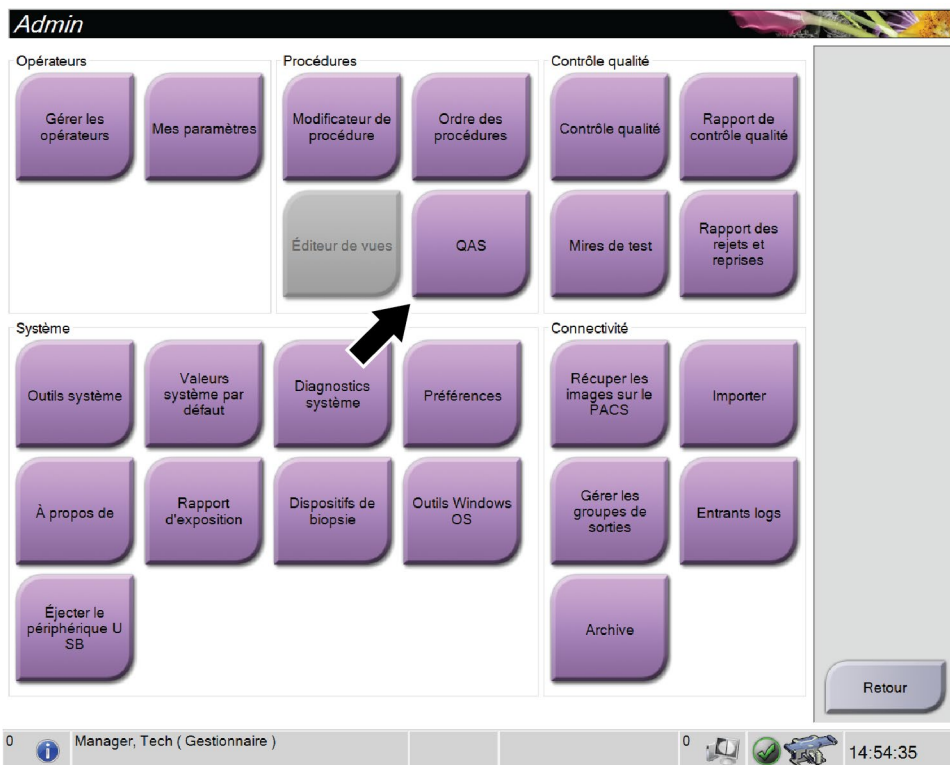 Admin
Opérateurs
Gérer les
opérateurs
Mes paramètres
Procédures
Modificateur de
procédure
Ordre des
procédures
Éditeur de vues
QAS
Contrôle qualité
Contrôle qualité
Rapport de
contrôle qualité
Mires de test
Rapport des
rejets et
reprises
Système
Outils système
Valeurs
système par
défaut
Diagnostics
système
Préférences
À propos de
Rapport
d'exposition
Dispositifs de
biopsie
Outils Windows
OS
Éjecter le
périphérique U
SB
Connectivité
Récuper les
images sur le
PACS
Importer
Gérer les
groupes de
sorties
Entrants logs
Archive
Retour
0
Manager, Tech ( Gestionnaire )
0
14:54:35